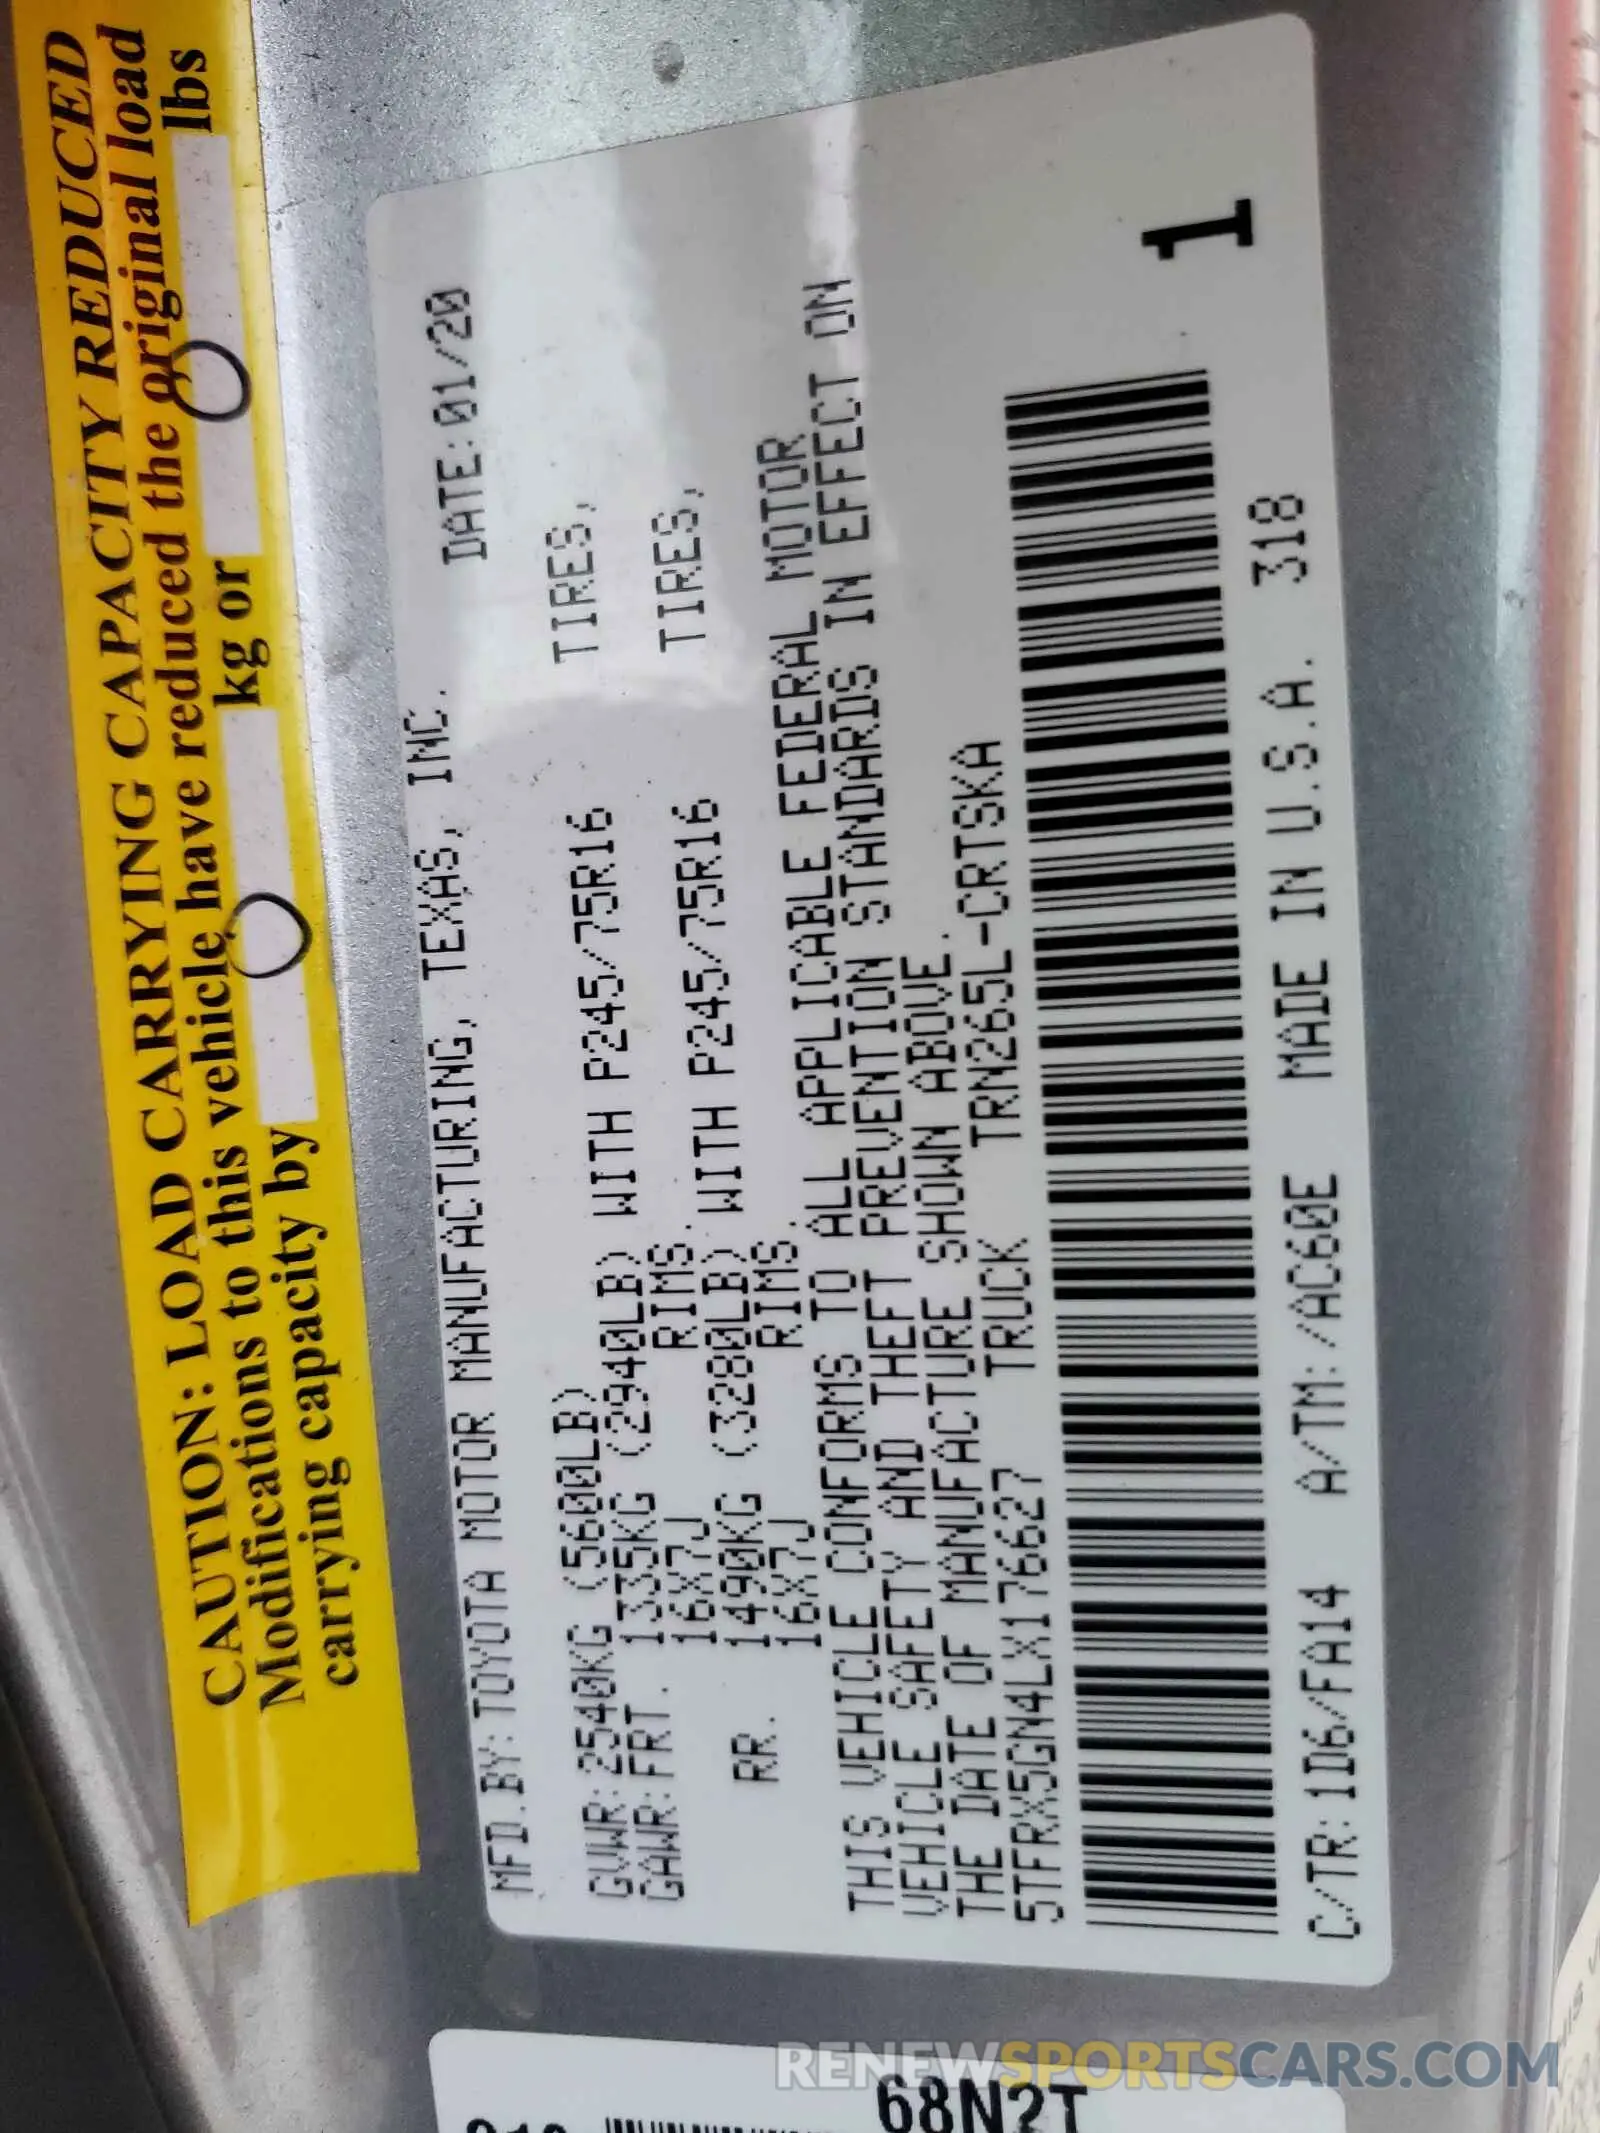 CAUTION: LOAD CARRYING CAPACITY REDUCED
Modifications to this vehicle have reduced the original load
carrying capacity by kg or lbs
MFD.BY:TOYOTA MOTOR MANUFACTURING, TEXAS, INC. DATE:01/20
GVWR:2540KG (5600LB)
GAWR:FRT. 1335KG (2940LB) WITH P245/75R16 TIRES,
16X7J RIMS.
RR. 1490KG (3280LB) WITH P245/75R16 TIRES,
16X7J RIMS.
THIS VEHICLE CONFORMS TO ALL APPLICABLE FEDERAL MOTOR
VEHICLE SAFETY AND THEFT PREVENTION STANDARDS IN EFFECT ON
THE DATE OF MANUFACTURE SHOWN ABOVE.
5TFRX5GN4LX176627 TRUCK TRN265L-CRTSKA
1
C/TR:1D6/FA14 A/TM:/AC60E MADE IN U.S.A. 318
68N2T
RENEWSPORTSCARS.COM